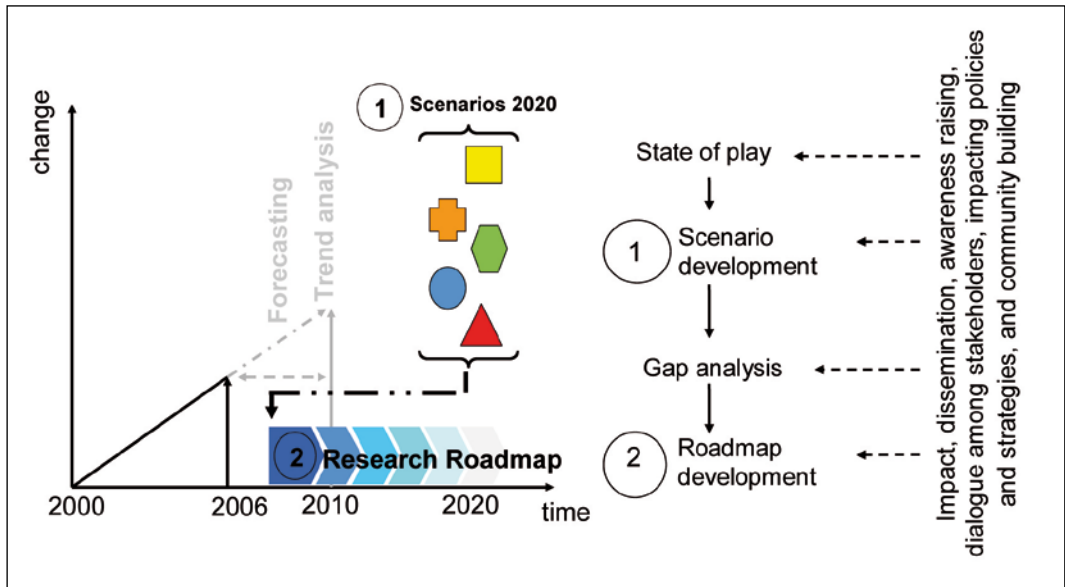 change
Forecasting
Trend analysis
1 Scenarios 2020
2 Research Roadmap
2000 2006 2010 2020 time
State of play
1 Scenario
development
Gap analysis
2 Roadmap
development
Impact, dissemination, awareness raising,
dialogue among stakeholders, impacting policies
and strategies, and community building